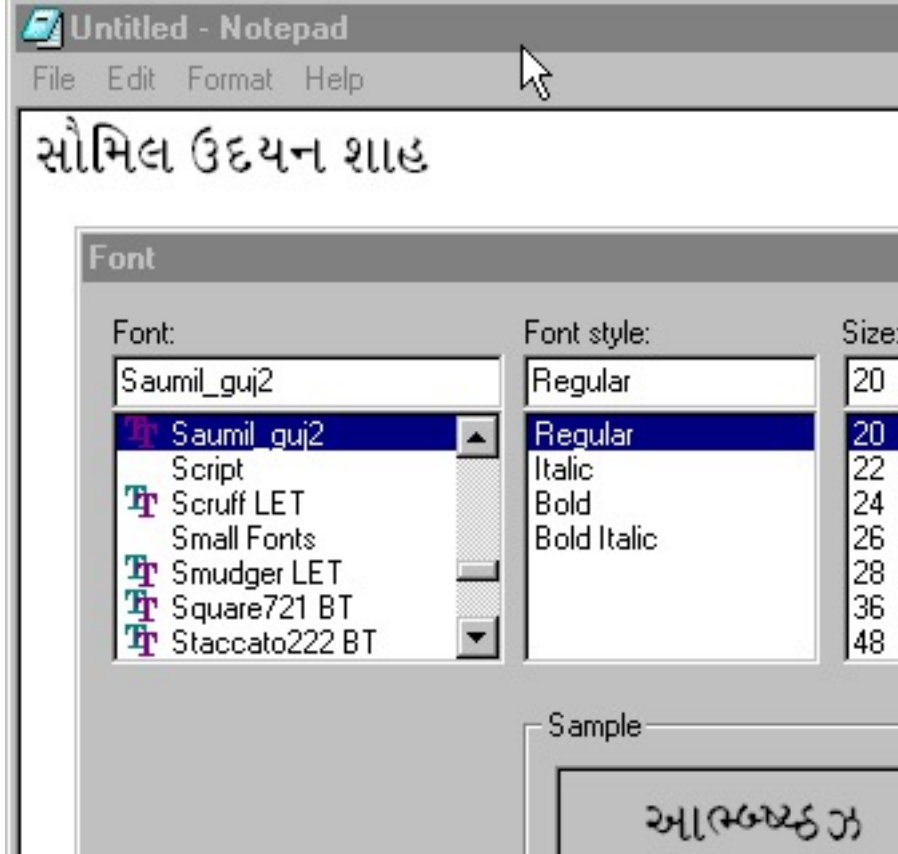 Untitled - Notepad
File Edit Format Help
સૌમિલ ઉદયન શાહ
Font
Font:
Saumil_guj2
Saumil_guj2
Script
Scruff LET
Small Fonts
Smudger LET
Square721 BT
Staccato222 BT
Font style:
Regular
Regular
Italic
Bold
Bold Italic
Size:
20
20
22
24
26
28
36
48
Sample